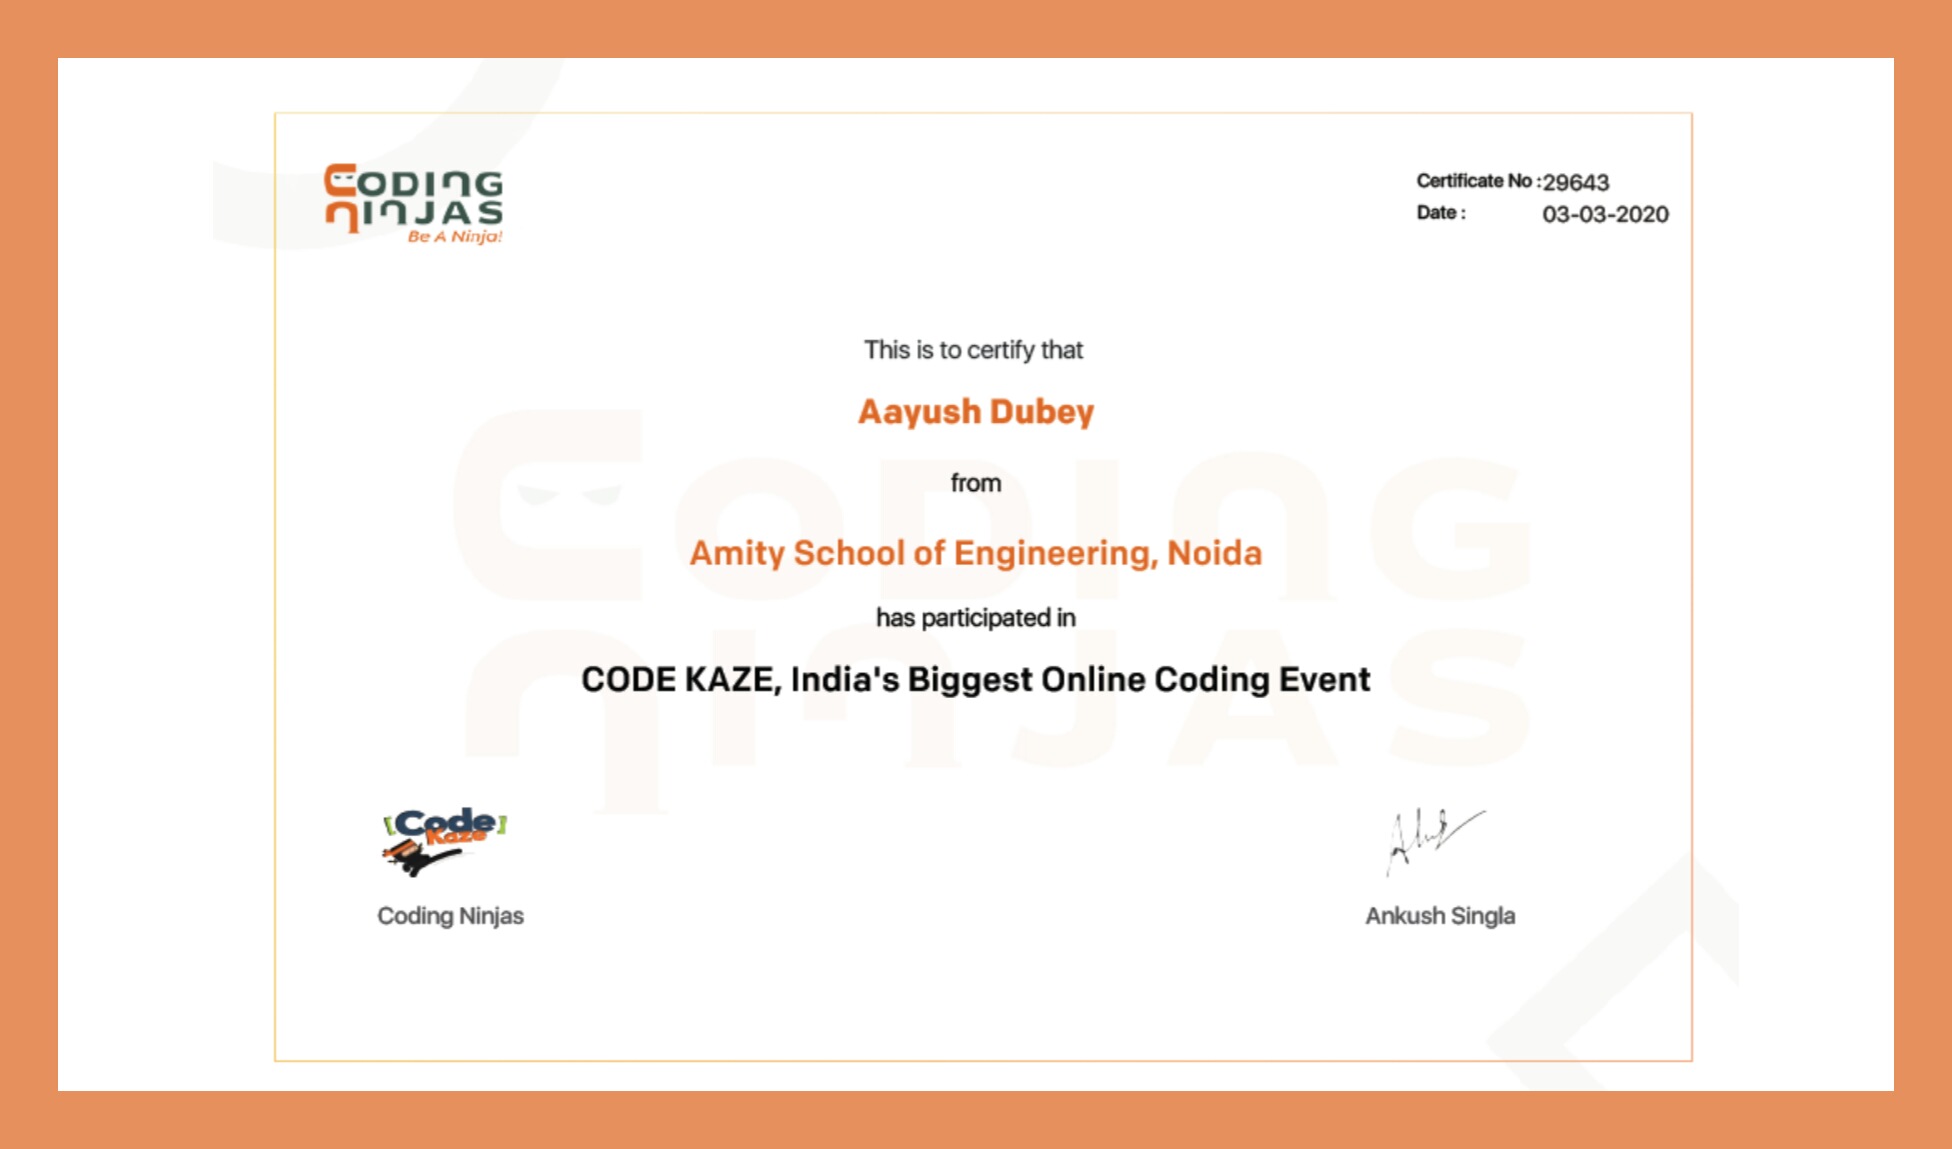 CODING
NINJAS
Be A Ninja!
Certificate No :29643
Date : 03-03-2020
This is to certify that
Aayush Dubey
from
Amity School of Engineering, Noida
has participated in
CODE KAZE, India's Biggest Online Coding Event
CODING
NINJAS
Code
Kaze
Coding Ninjas
Ankush Singla